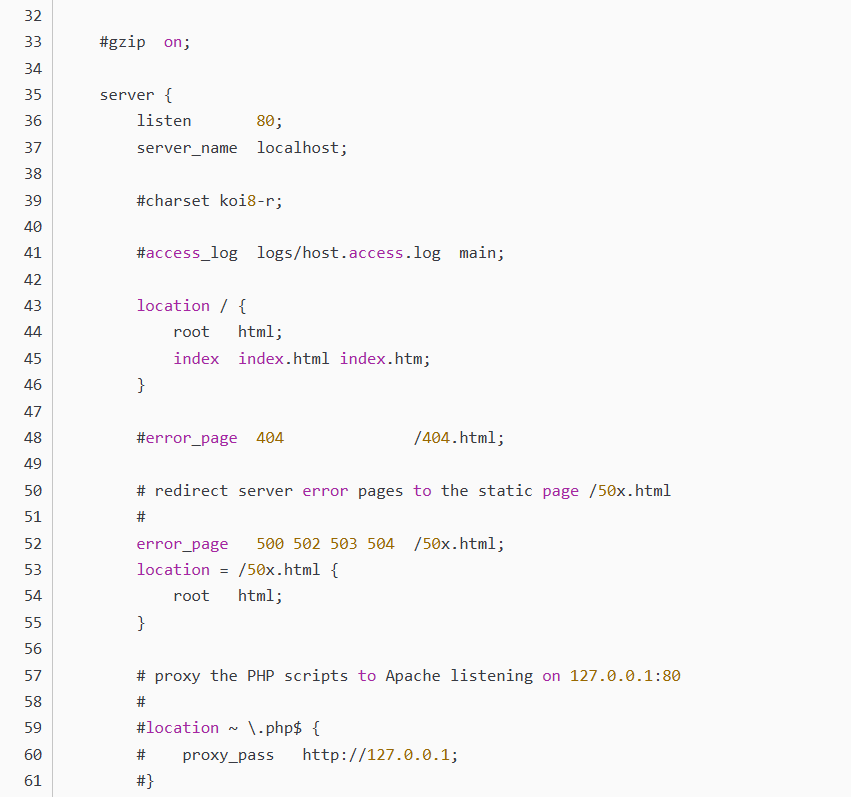 32
33     #gzip  on;
34
35     server {
36         listen       80;
37         server_name  localhost;
38
39         #charset koi8-r;
40
41         #access_log  logs/host.access.log  main;
42
43         location / {
44             root   html;
45             index  index.html index.htm;
46         }
47
48         #error_page  404              /404.html;
49
50         # redirect server error pages to the static page /50x.html
51         #
52         error_page   500 502 503 504  /50x.html;
53         location = /50x.html {
54             root   html;
55         }
56
57         # proxy the PHP scripts to Apache listening on 127.0.0.1:80
58         #
59         #location ~ \.php$ {
60         #    proxy_pass   http://127.0.0.1;
61         #}